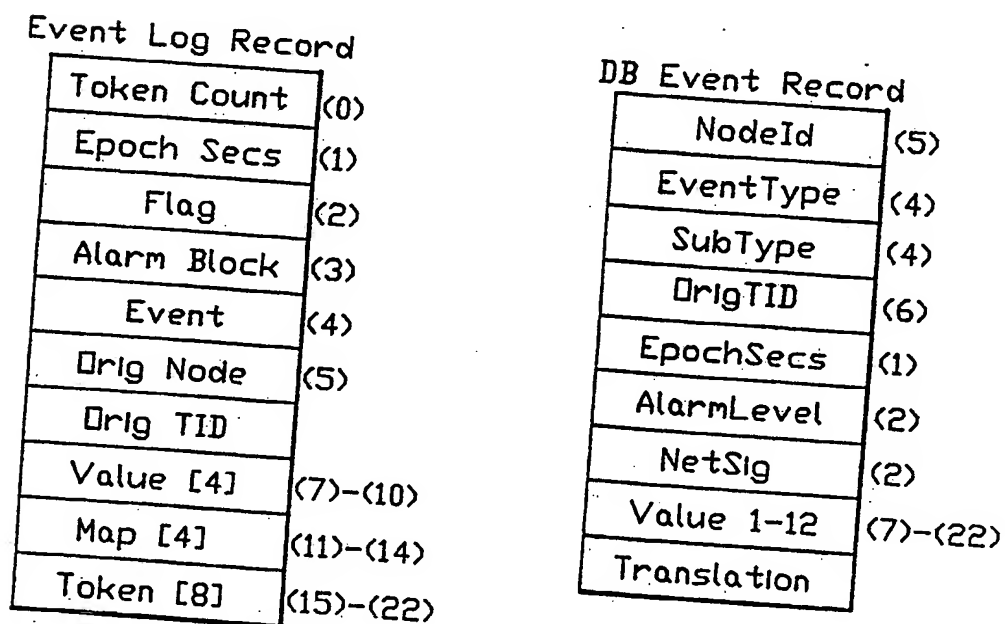 Event Log Record
Token Count (0)
Epoch Secs (1)
Flag (2)
Alarm Block (3)
Event (4)
Orig Node (5)
Orig TID
Value [4] (7)-(10)
Map [4] (11)-(14)
Token [8] (15)-(22)
DB Event Record
NodeId (5)
EventType (4)
SubType (4)
OrigTID (6)
EpochSecs (1)
AlarmLevel (2)
NetSig (2)
Value 1-12 (7)-(22)
Translation